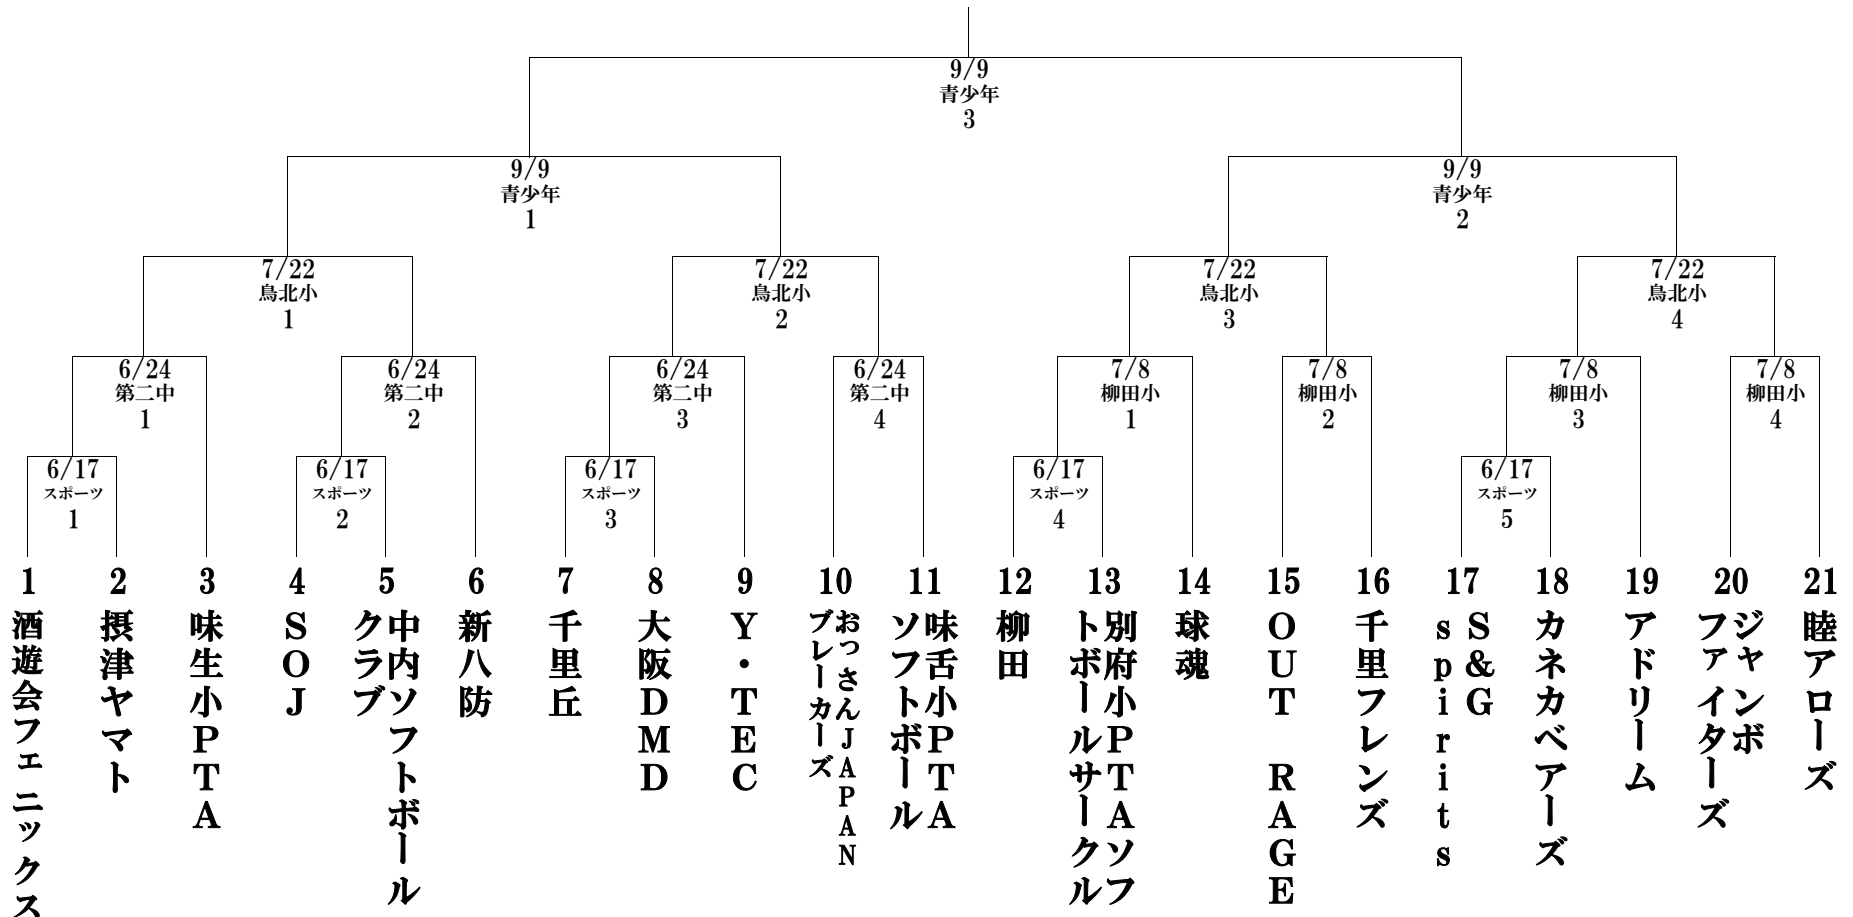 9/9
青少年
3
9/9
青少年
1
9/9
青少年
2
7/22
鳥北小
1
7/22
鳥北小
2
7/22
鳥北小
3
7/22
鳥北小
4
6/24
第二中
1
6/24
第二中
2
6/24
第二中
3
6/24
第二中
4
7/8
柳田小
1
7/8
柳田小
2
7/8
柳田小
3
7/8
柳田小
4
6/17
スポーツ
1
6/17
スポーツ
2
6/17
スポーツ
3
6/17
スポーツ
4
6/17
スポーツ
5
1
酒遊会フェニックス
2
摂津ヤマト
3
味生小PTA
4
SOJ
5
中内ソフトボール
クラブ
6
新八防
7
千里丘
8
大阪DMD
9
Y・TEC
10
おっさんJAPAN
ブレーカーズ
11
味舌小PTA
ソフトボール
12
柳田
13
別府小PTAソフ
トボールサークル
14
球魂
15
OUT RAGE
16
千里フレンズ
17
S&G
spirits
18
カネカベアーズ
19
アドリーム
20
ジャンボ
ファイターズ
21
睦アローズ